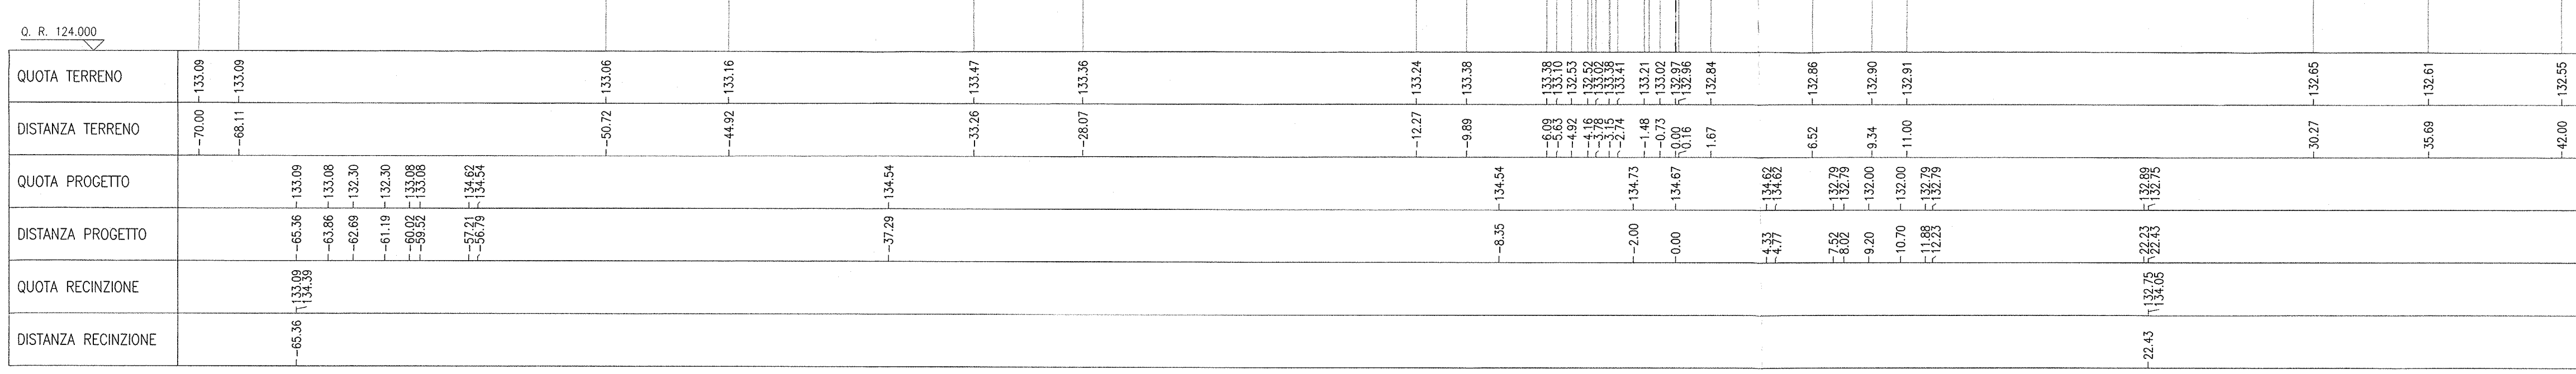 Q. R. 124.000
QUOTA TERRENO 133.09 133.09 133.06 133.16 133.47 133.36 133.24 133.38 133.38 133.10 132.53 132.52 133.02 133.38 133.41 133.21 133.02 132.97 132.96 132.84 132.86 132.90 132.91 132.65 132.61 132.55
DISTANZA TERRENO -70.00 -68.11 -50.72 -44.92 -33.26 -28.07 -12.27 -9.89 -6.09 -5.63 -4.92 -4.16 -3.78 -3.15 -2.74 -1.48 -0.73 0.00 0.16 1.67 6.52 9.34 11.00 30.27 35.69 42.00
QUOTA PROGETTO 133.09 133.08 132.30 132.30 133.08 133.08 134.62 134.54 134.54 134.54 134.73 134.67 134.62 134.62 132.79 132.79 132.00 132.00 132.79 132.79 132.89 132.75
DISTANZA PROGETTO -65.36 -63.86 -62.69 -61.19 -60.02 -59.52 -57.21 -56.79 -37.29 -8.35 -2.00 0.00 4.33 4.77 7.52 8.02 9.20 10.70 11.88 12.23 22.23 22.43
QUOTA RECINZIONE 133.09 134.39 132.75 134.05
DISTANZA RECINZIONE -65.36 22.43